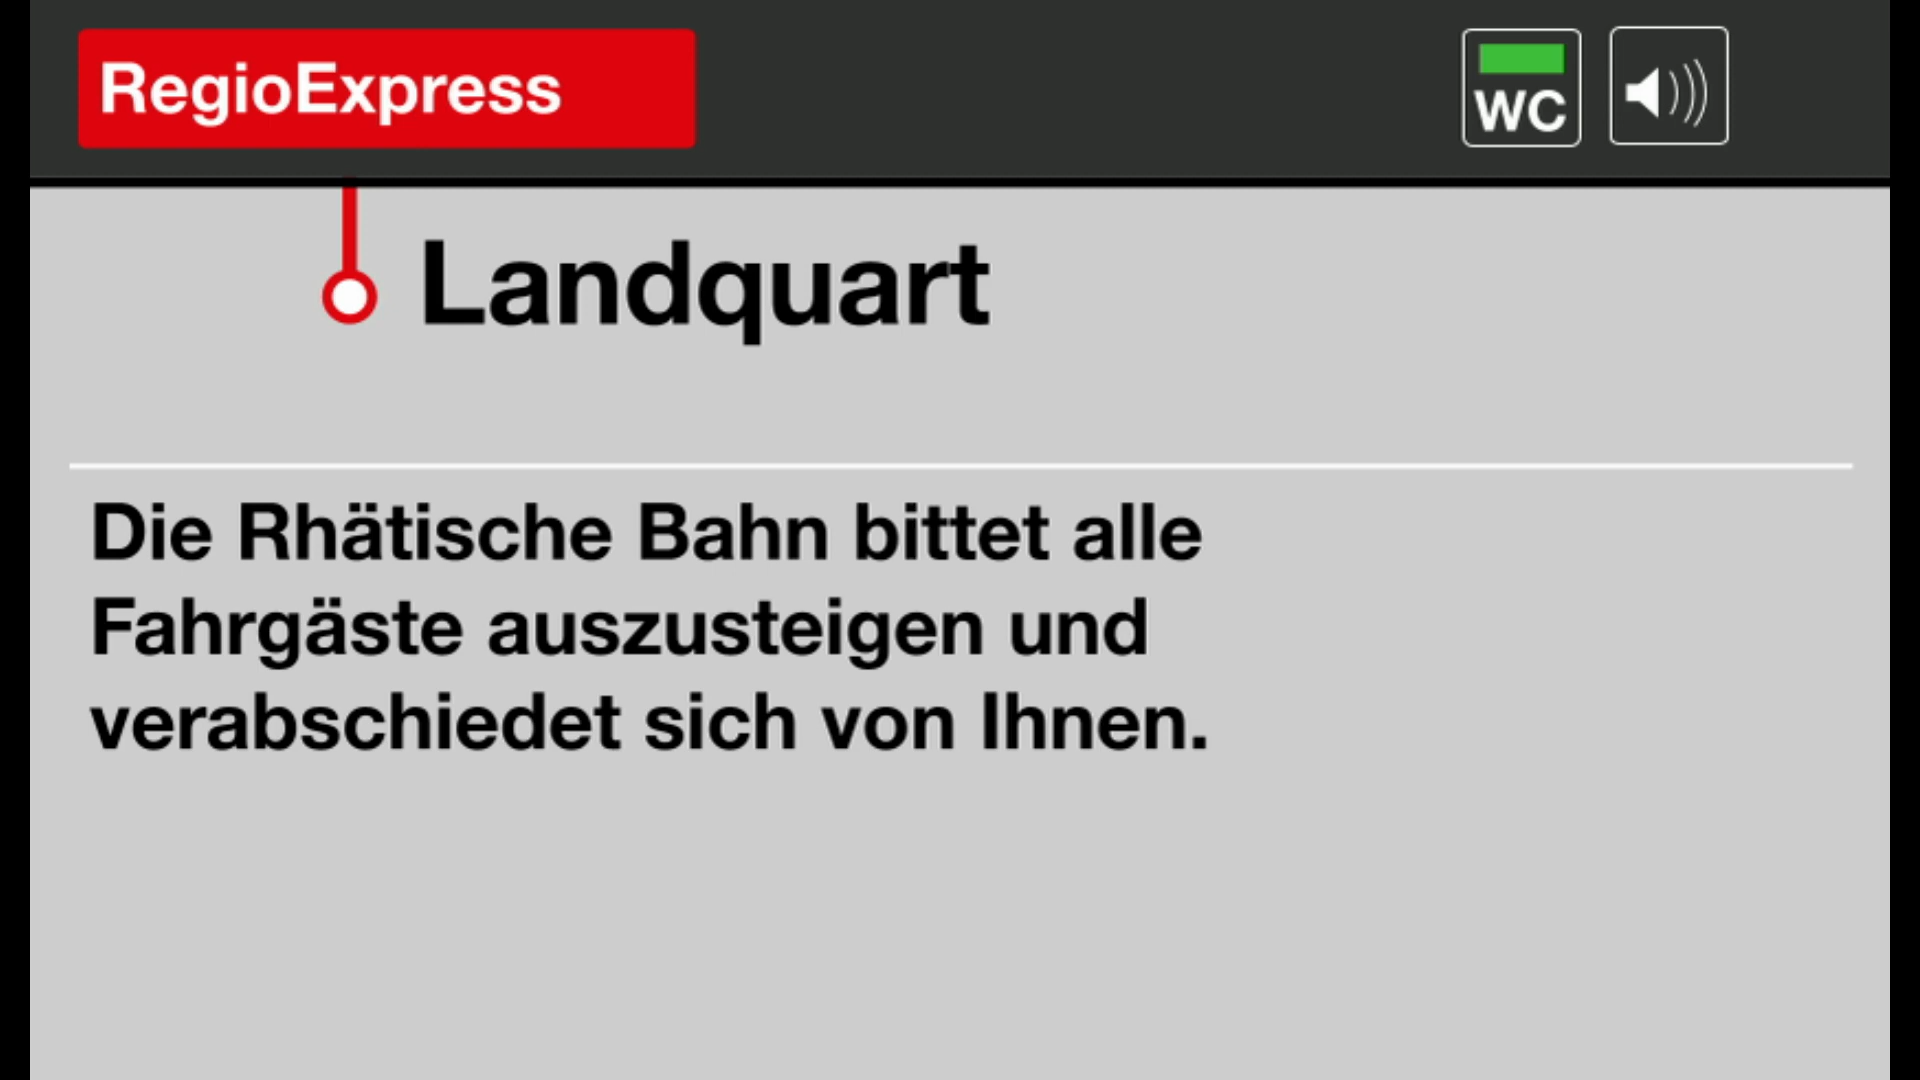 RegioExpress
WC
Landquart
Die Rhätische Bahn bittet alle
Fahrgäste auszusteigen und
verabschiedet sich von Ihnen.